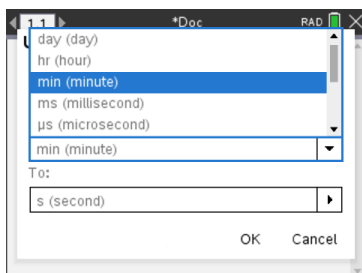 1.1 *Doc RAD
day (day)
hr (hour)
min (minute)
ms (millisecond)
µs (microsecond)
min (minute)
To:
s (second)
OK Cancel